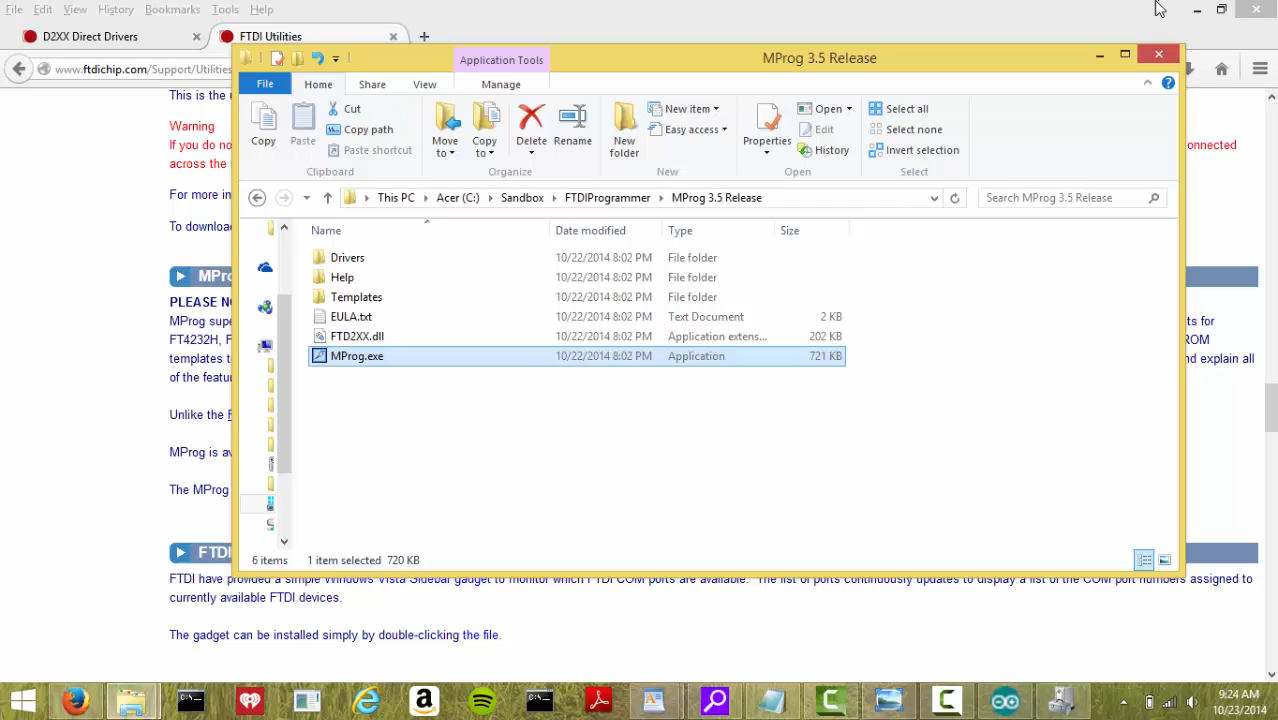 File Edit View History Bookmarks Tools Help
D2XX Direct Drivers × FTDI Utilities × +
www.ftdichip.com/Support/Utilities
This is the
Warning
If you do no
connected
across the
For more in
To download
MPro
PLEASE NO
MProg supe
ts for
FT4232H, F
ROM
templates t
and explain all
of the featur
Unlike the F
MProg is av
The MProg
FTDI
FTDI have provided a simple Windows Vista Sidebar gadget to monitor which FTDI COM ports are available. The list of ports continuously updates to display a list of the COM port numbers assigned to
currently available FTDI devices.
The gadget can be installed simply by double-clicking the file.
Application Tools
MProg 3.5 Release
File Home Share View Manage
Copy
Paste
Cut
Copy path
Paste shortcut
Clipboard
Move to
Copy to
Delete
Rename
Organize
New folder
New item
Easy access
New
Properties
Open
Edit
History
Open
Select all
Select none
Invert selection
Select
This PC Acer (C:) Sandbox FTDIProgrammer MProg 3.5 Release
Search MProg 3.5 Release
Name Date modified Type Size
Drivers 10/22/2014 8:02 PM File folder
Help 10/22/2014 8:02 PM File folder
Templates 10/22/2014 8:02 PM File folder
EULA.txt 10/22/2014 8:02 PM Text Document 2 KB
FTD2XX.dll 10/22/2014 8:02 PM Application extens... 202 KB
MProg.exe 10/22/2014 8:02 PM Application 721 KB
6 items 1 item selected 720 KB
9:24 AM
10/23/2014